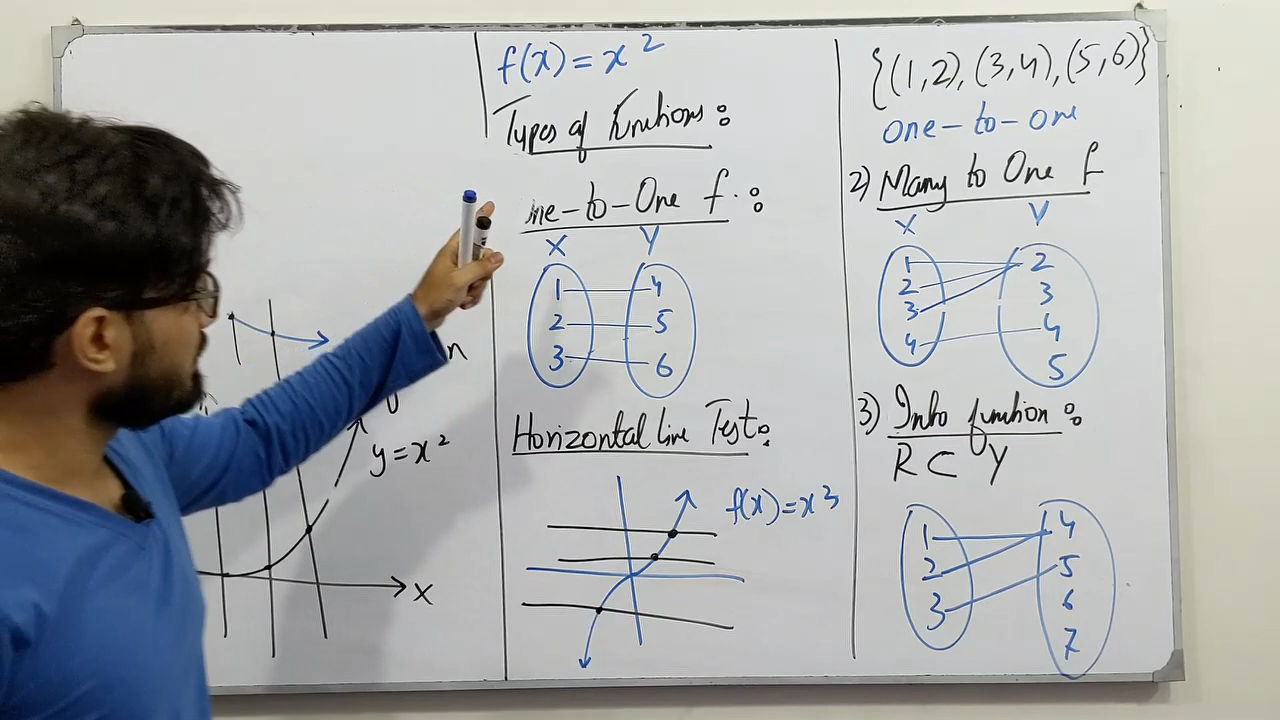 f(x) = x²
Types of Functions :
ne-to-One f. :
X Y
1 4
2 5
3 6
Horizontal line Test :
f(x) = x³
y = x²
X
{(1,2), (3,4), (5,6)}
one-to-one
2) Many to One f
X Y
1 2
2 3
3 4
4 5
3) Into function :
R ⊂ Y
1 4
2 5
3 6
7